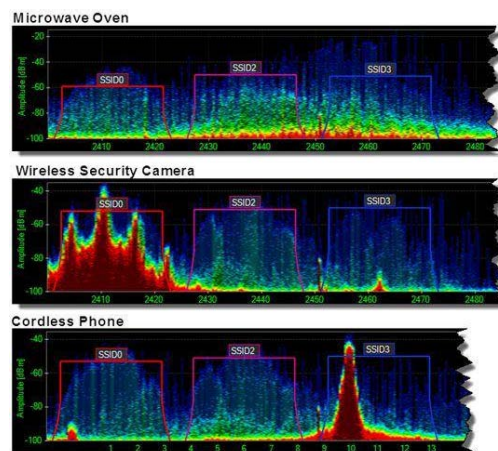 Microwave Oven
-20
-40
-60
-80
-100
Amplitude [dBm]
SSID0
SSID2
SSID3
2410 2420 2430 2440 2450 2460 2470 2480
Wireless Security Camera
-40
-60
-80
-100
Amplitude [dBm]
SSID0
SSID2
SSID3
2410 2420 2430 2440 2450 2460 2470 2480
Cordless Phone
-40
-60
-80
-100
Amplitude [dBm]
SSID0
SSID2
SSID3
1 2 3 4 5 6 7 8 9 10 11 12 13